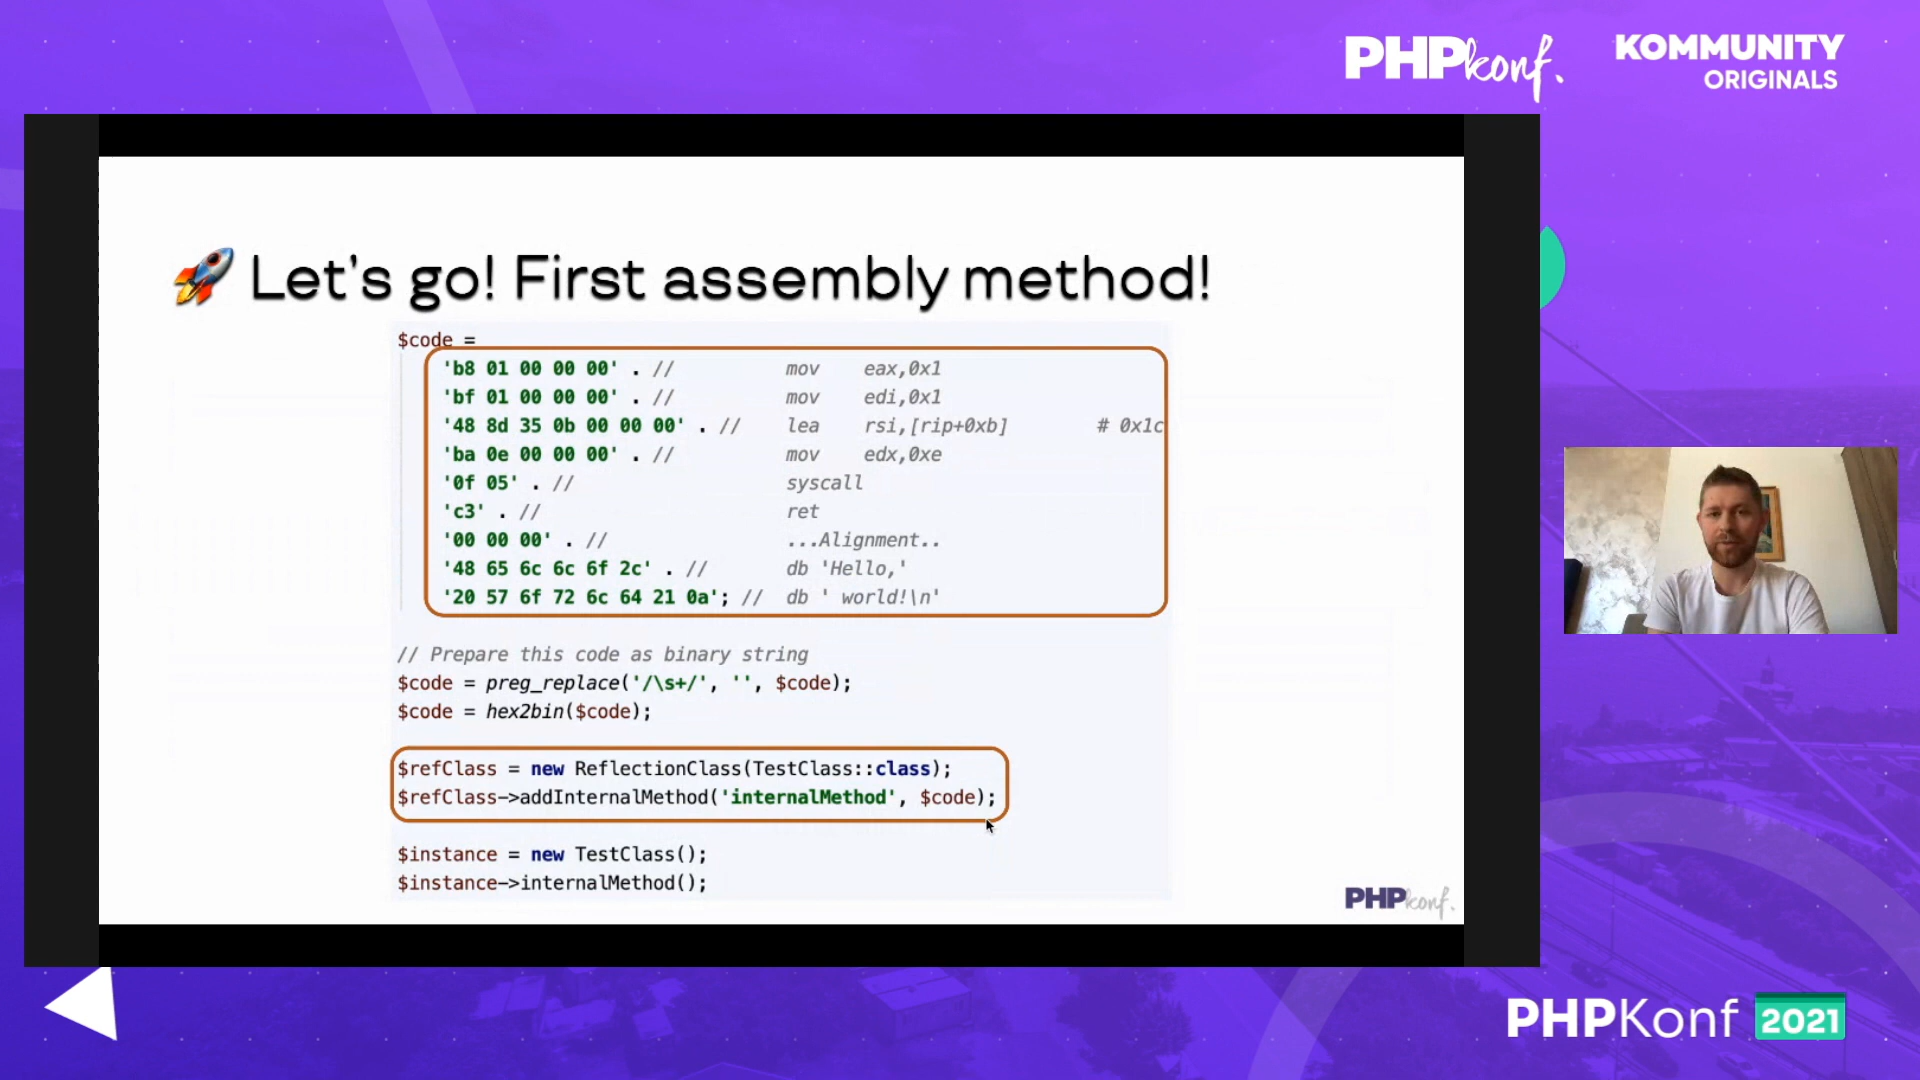 PHPkonf.
KOMMUNITY
ORIGINALS
🚀 Let's go! First assembly method!
$code =
'b8 01 00 00 00' . // mov eax,0x1
'bf 01 00 00 00' . // mov edi,0x1
'48 8d 35 0b 00 00 00' . // lea rsi,[rip+0xb] # 0x1c
'ba 0e 00 00 00' . // mov edx,0xe
'0f 05' . // syscall
'c3' . // ret
'00 00 00' . // ...Alignment..
'48 65 6c 6c 6f 2c' . // db 'Hello,'
'20 57 6f 72 6c 64 21 0a'; // db ' world!\n'
// Prepare this code as binary string
$code = preg_replace('/\s+/', '', $code);
$code = hex2bin($code);
$refClass = new ReflectionClass(TestClass::class);
$refClass->addInternalMethod('internalMethod', $code);
$instance = new TestClass();
$instance->internalMethod();
PHPkonf.
PHPKonf 2021